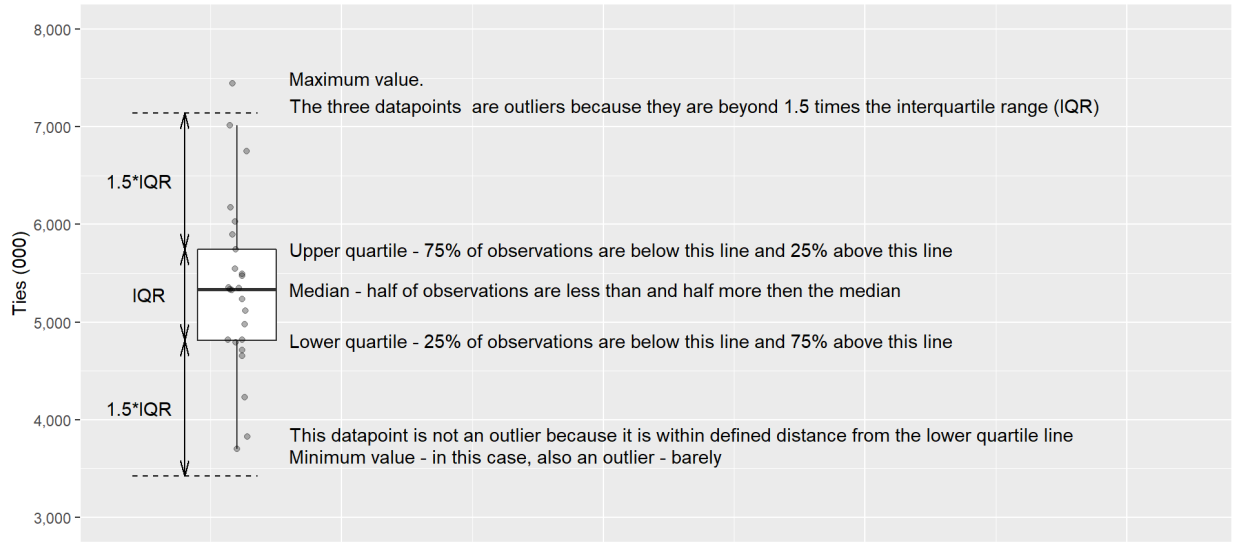 8,000
Maximum value.
The three datapoints  are outliers because they are beyond 1.5 times the interquartile range (IQR)
7,000
1.5*IQR
6,000
Upper quartile - 75% of observations are below this line and 25% above this line
Ties (000)
IQR
Median - half of observations are less than and half more then the median
5,000
Lower quartile - 25% of observations are below this line and 75% above this line
1.5*IQR
4,000
This datapoint is not an outlier because it is within defined distance from the lower quartile line
Minimum value - in this case, also an outlier - barely
3,000